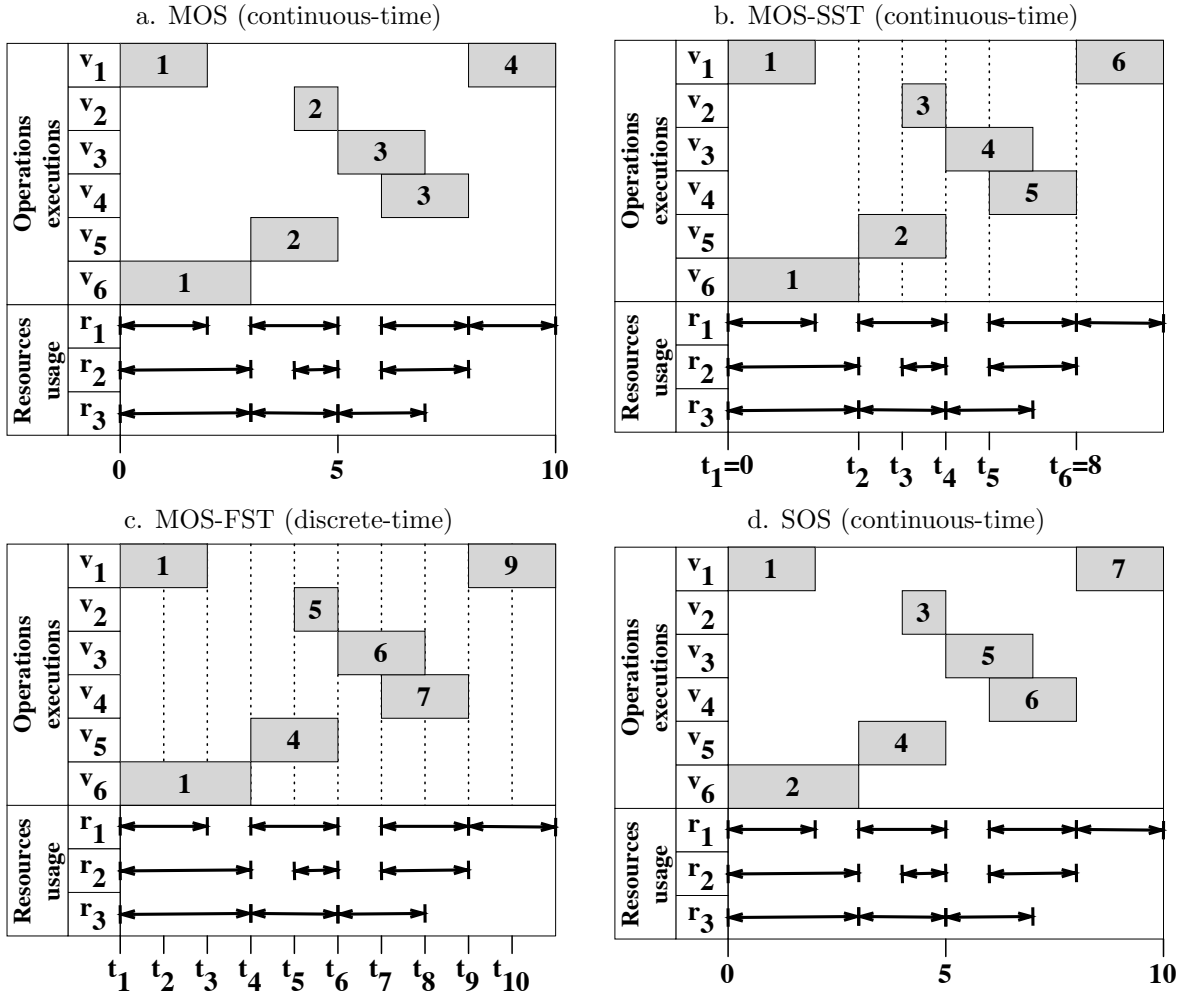 a. MOS (continuous-time)
Operations executions
v1 1 4
v2 2
v3 3
v4 3
v5 2
v6 1
Resources usage
r1
r2
r3
0 5 10
b. MOS-SST (continuous-time)
Operations executions
v1 1 6
v2 3
v3 4
v4 5
v5 2
v6 1
Resources usage
r1
r2
r3
t1=0 t2 t3 t4 t5 t6=8
c. MOS-FST (discrete-time)
Operations executions
v1 1 9
v2 5
v3 6
v4 7
v5 4
v6 1
Resources usage
r1
r2
r3
t1 t2 t3 t4 t5 t6 t7 t8 t9 t10
d. SOS (continuous-time)
Operations executions
v1 1 7
v2 3
v3 5
v4 6
v5 4
v6 2
Resources usage
r1
r2
r3
0 5 10